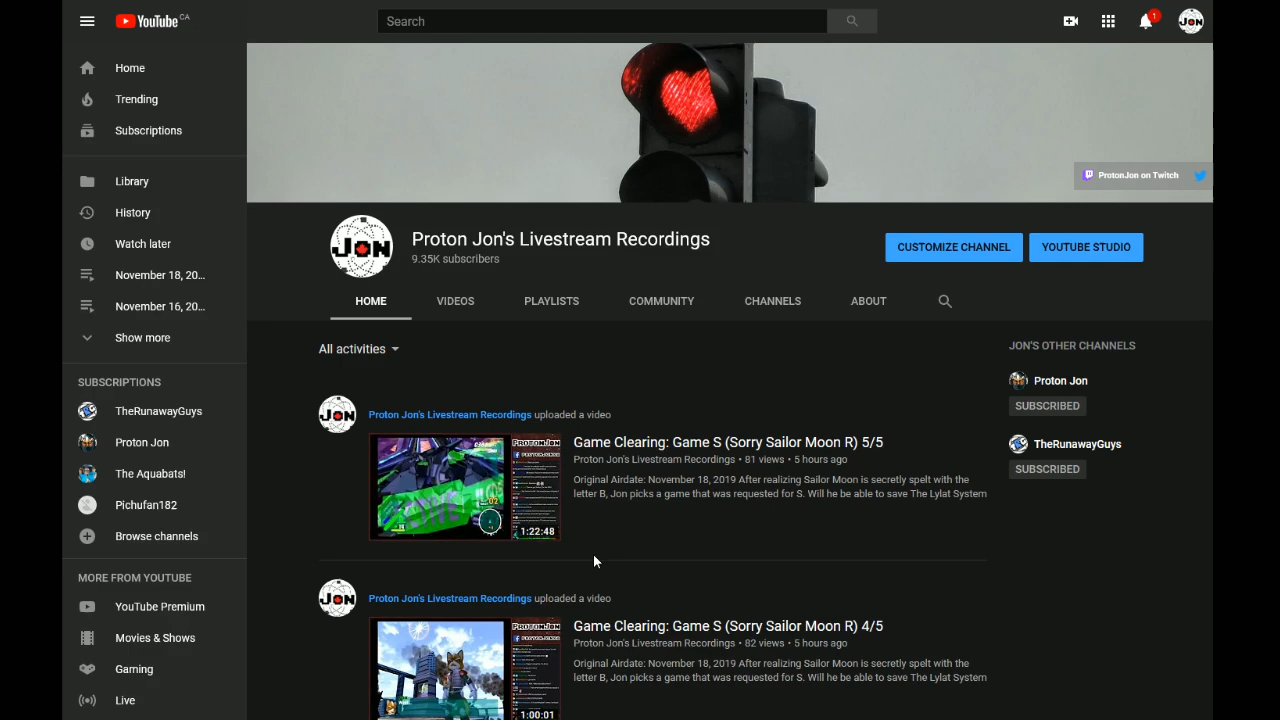 YouTube CA
Search
1
JON
Home
Trending
Subscriptions
Library
History
Watch later
November 18, 20...
November 16, 20...
Show more
SUBSCRIPTIONS
TheRunawayGuys
Proton Jon
The Aquabats!
Pichufan182
Browse channels
MORE FROM YOUTUBE
YouTube Premium
Movies & Shows
Gaming
Live
ProtonJon on Twitch
JON
Proton Jon's Livestream Recordings
9.35K subscribers
CUSTOMIZE CHANNEL
YOUTUBE STUDIO
HOME
VIDEOS
PLAYLISTS
COMMUNITY
CHANNELS
ABOUT
All activities
JON
Proton Jon's Livestream Recordings uploaded a video
PROTONJON
1:22:48
Game Clearing: Game S (Sorry Sailor Moon R) 5/5
Proton Jon's Livestream Recordings • 81 views • 5 hours ago
Original Airdate: November 18, 2019 After realizing Sailor Moon is secretly spelt with the
letter B, Jon picks a game that was requested for S. Will he be able to save The Lylat System
JON
Proton Jon's Livestream Recordings uploaded a video
PROTONJON
1:00:01
Game Clearing: Game S (Sorry Sailor Moon R) 4/5
Proton Jon's Livestream Recordings • 82 views • 5 hours ago
Original Airdate: November 18, 2019 After realizing Sailor Moon is secretly spelt with the
letter B, Jon picks a game that was requested for S. Will he be able to save The Lylat System
JON'S OTHER CHANNELS
Proton Jon
SUBSCRIBED
TheRunawayGuys
SUBSCRIBED